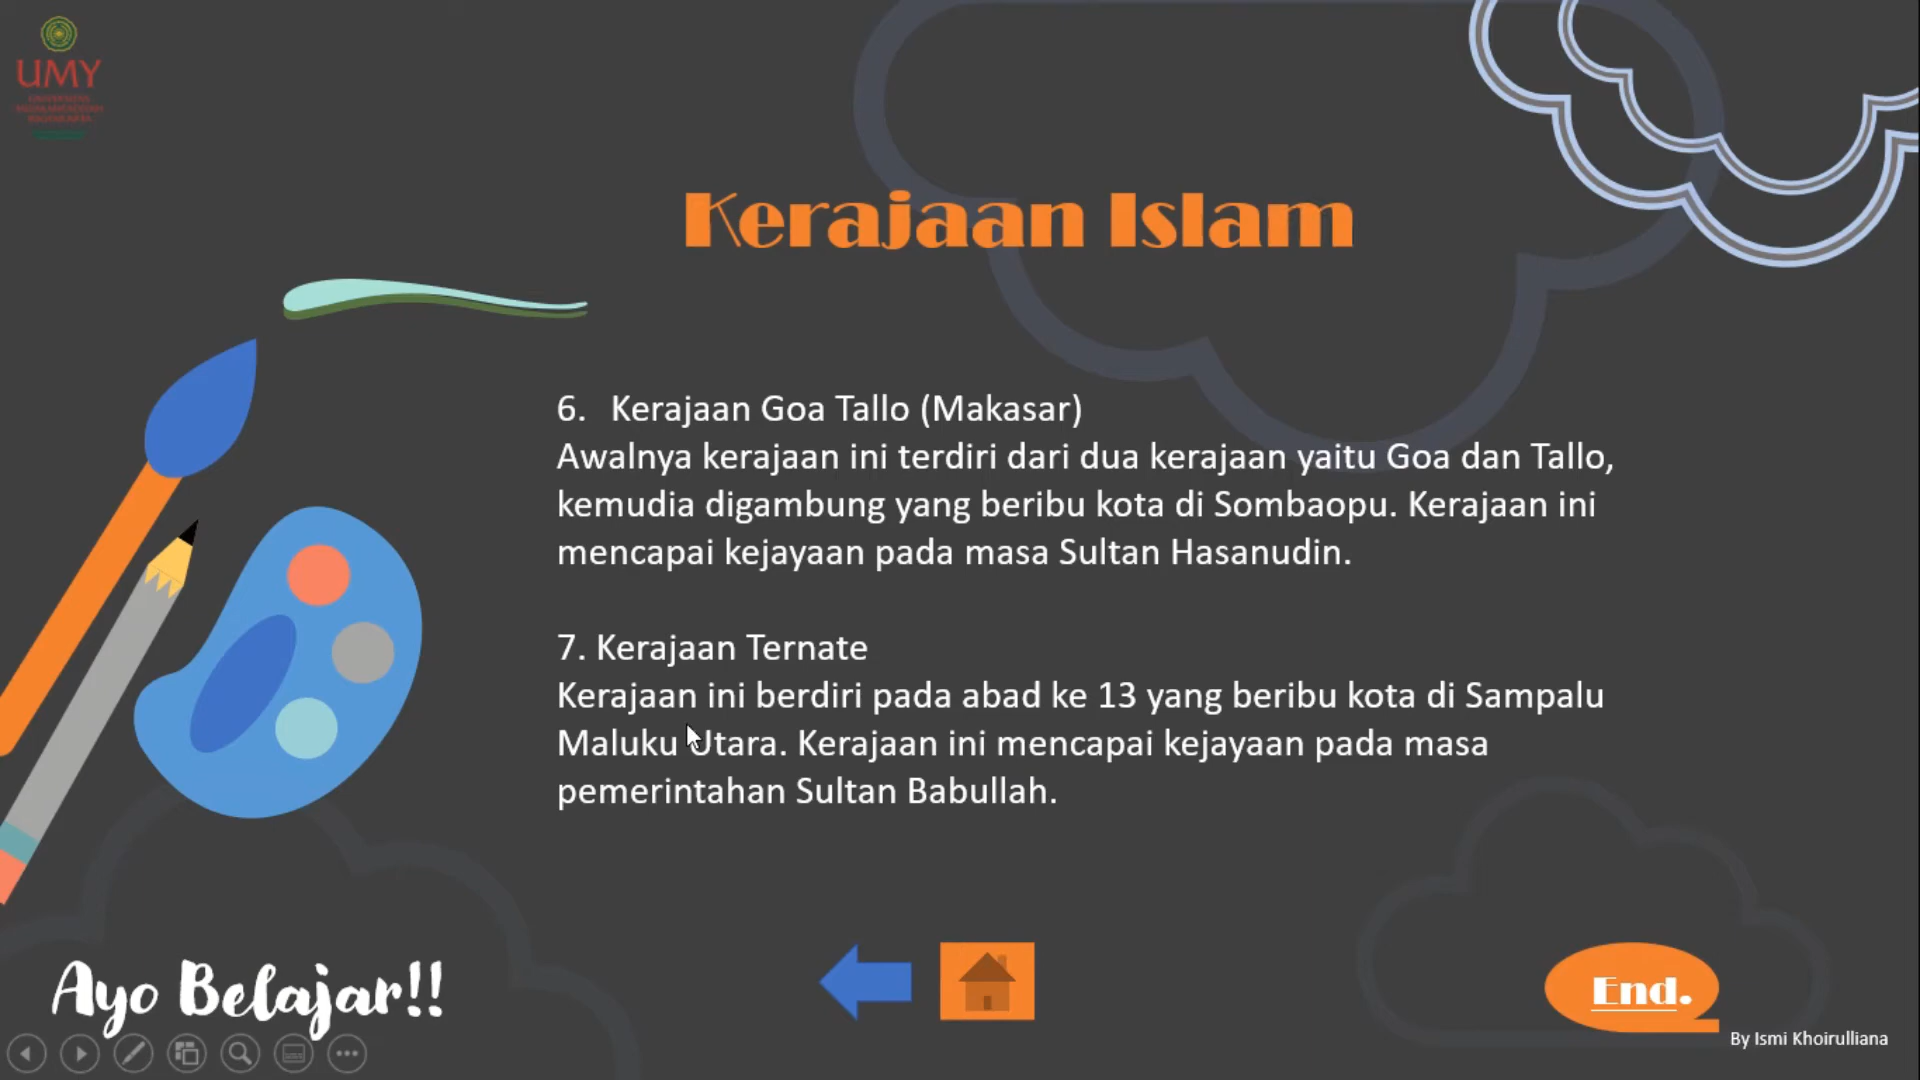 UMY
Kerajaan Islam
6. Kerajaan Goa Tallo (Makasar)
Awalnya kerajaan ini terdiri dari dua kerajaan yaitu Goa dan Tallo,
kemudia digambung yang beribu kota di Sombaopu. Kerajaan ini
mencapai kejayaan pada masa Sultan Hasanudin.
7. Kerajaan Ternate
Kerajaan ini berdiri pada abad ke 13 yang beribu kota di Sampalu
Maluku Utara. Kerajaan ini mencapai kejayaan pada masa
pemerintahan Sultan Babullah.
Ayo Belajar!!
End.
By Ismi Khoirulliana